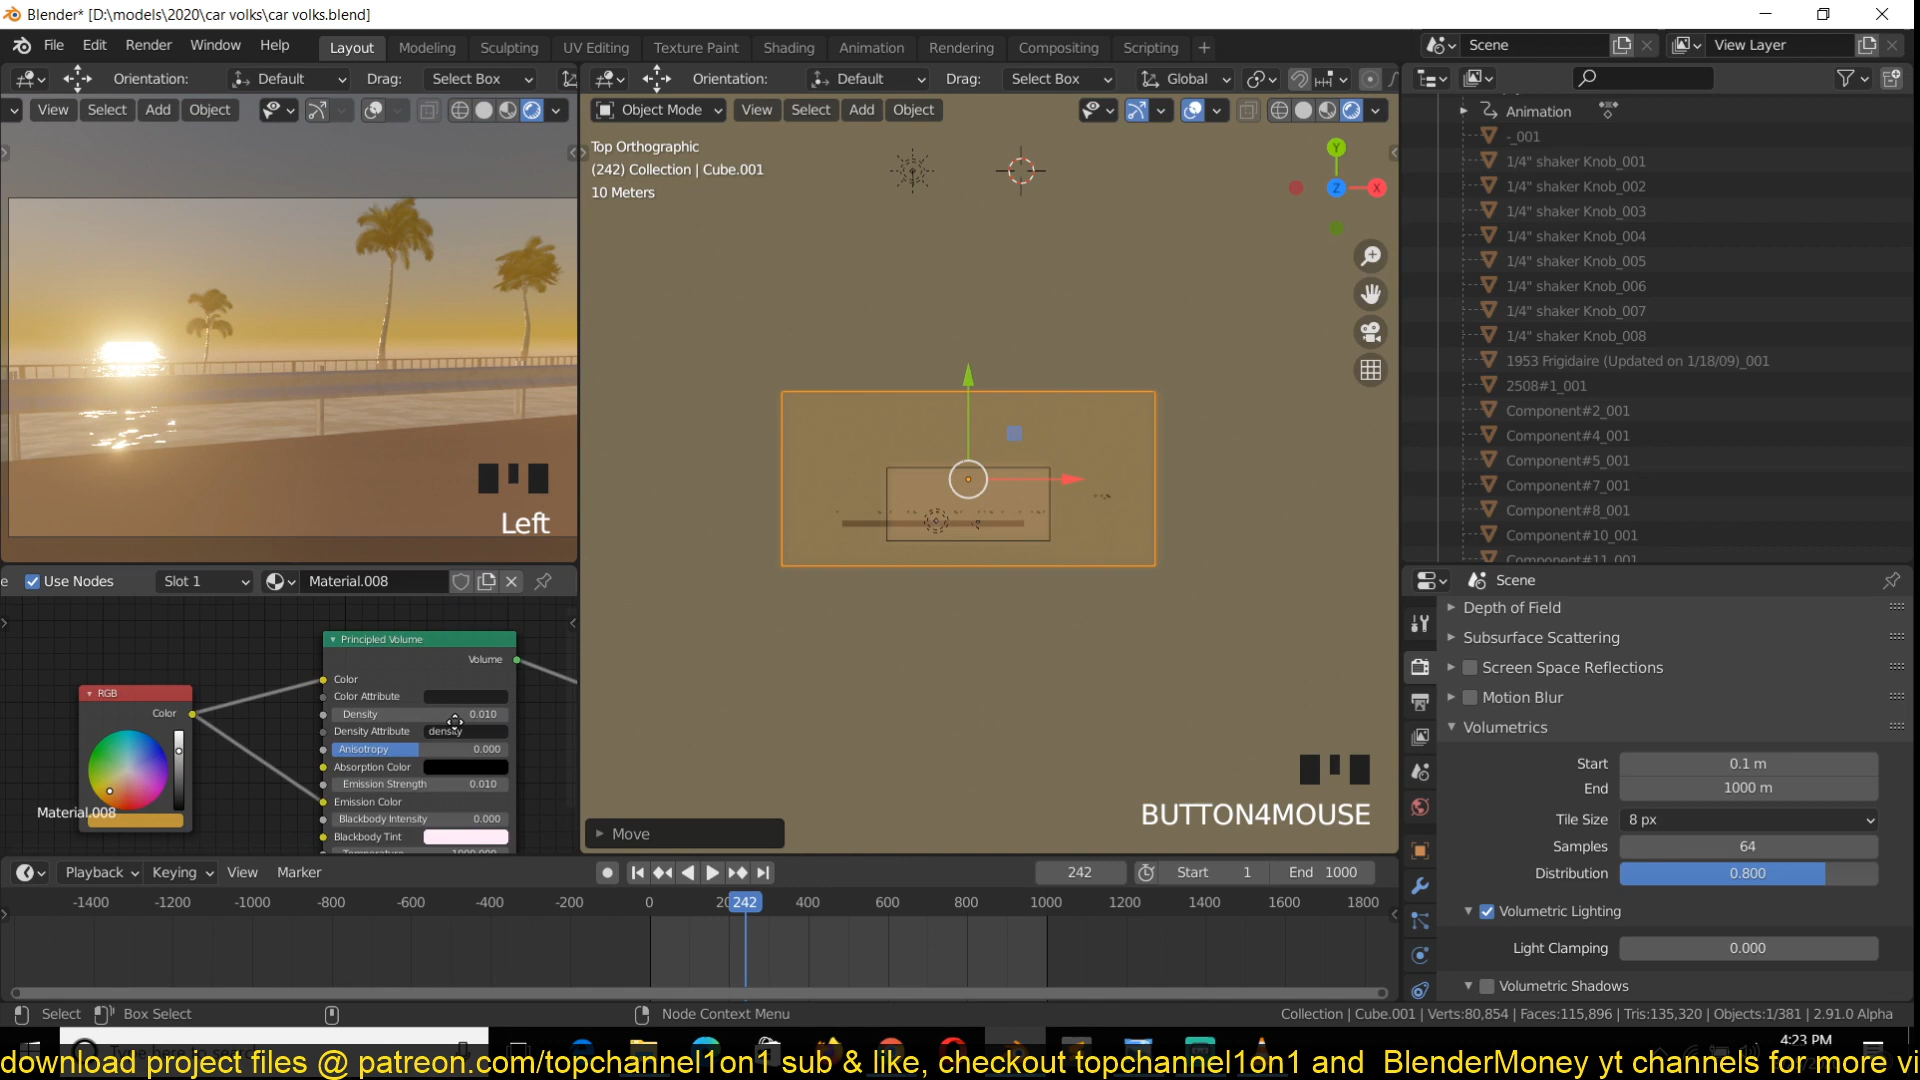 Blender* [D:\models\2020\car volks\car volks.blend]
File Edit Render Window Help Layout Modeling Sculpting UV Editing Texture Paint Shading Animation Rendering Compositing Scripting + Scene View Layer
Orientation: Default Drag: Select Box Orientation: Default Drag: Select Box Global
View Select Add Object Object Mode View Select Add Object
Top Orthographic
(242) Collection | Cube.001
10 Meters
Y
Z
X
Left
Animation
-_001
1/4" shaker Knob_001
1/4" shaker Knob_002
1/4" shaker Knob_003
1/4" shaker Knob_004
1/4" shaker Knob_005
1/4" shaker Knob_006
1/4" shaker Knob_007
1/4" shaker Knob_008
1953 Frigidaire (Updated on 1/18/09)_001
2508#1_001
Component#2_001
Component#4_001
Component#5_001
Component#7_001
Component#8_001
Component#10_001
Component#11_001
Use Nodes Slot 1 Material.008
RGB
Color
Material.008
Principled Volume
Volume
Color
Color Attribute
Density 0.010
Density Attribute density
Anisotropy 0.000
Absorption Color
Emission Strength 0.010
Emission Color
Blackbody Intensity 0.000
Blackbody Tint
Temperature 1000.000
Move
BUTTON4MOUSE
Scene
Depth of Field
Subsurface Scattering
Screen Space Reflections
Motion Blur
Volumetrics
Start 0.1 m
End 1000 m
Tile Size 8 px
Samples 64
Distribution 0.800
Volumetric Lighting
Light Clamping 0.000
Volumetric Shadows
Playback Keying View Marker 242 Start 1 End 1000
-1400 -1200 -1000 -800 -600 -400 -200 0 242 400 600 800 1000 1200 1400 1600 1800
Select Box Select Node Context Menu Collection | Cube.001 | Verts:80,854 | Faces:115,896 | Tris:135,320 | Objects:1/381 | 2.91.0 Alpha
4:23 PM
download project files @ patreon.com/topchannel1on1 sub & like, checkout topchannel1on1 and BlenderMoney yt channels for more vi